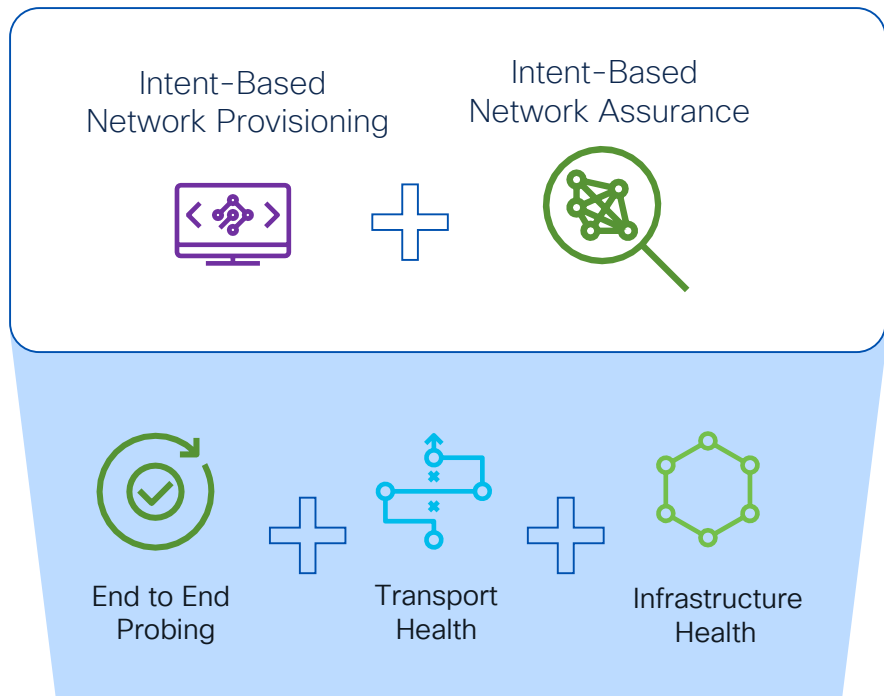 Intent-Based
Network Provisioning
Intent-Based
Network Assurance
End to End
Probing
Transport
Health
Infrastructure
Health